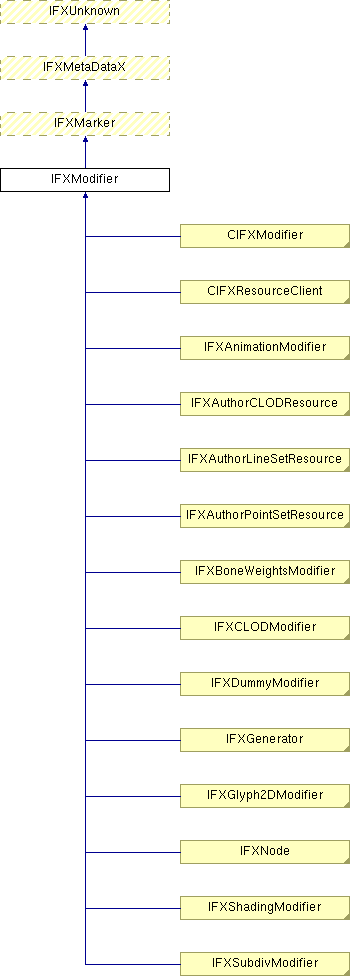 IFXUnknown
IFXMetaDataX
IFXMarker
IFXModifier
CIFXModifier
CIFXResourceClient
IFXAnimationModifier
IFXAuthorCLODResource
IFXAuthorLineSetResource
IFXAuthorPointSetResource
IFXBoneWeightsModifier
IFXCLODModifier
IFXDummyModifier
IFXGenerator
IFXGlyph2DModifier
IFXNode
IFXShadingModifier
IFXSubdivModifier